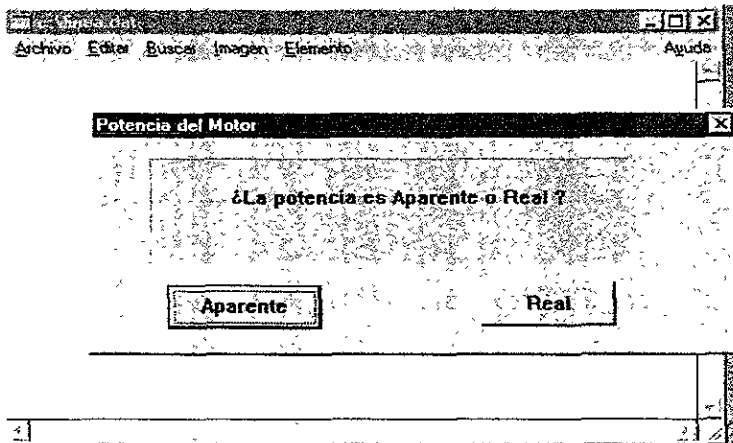 Archivo Editar Buscar Imagen Elemento Ayuda
Potencia del Motor
¿La potencia es Aparente o Real ?
Aparente Real